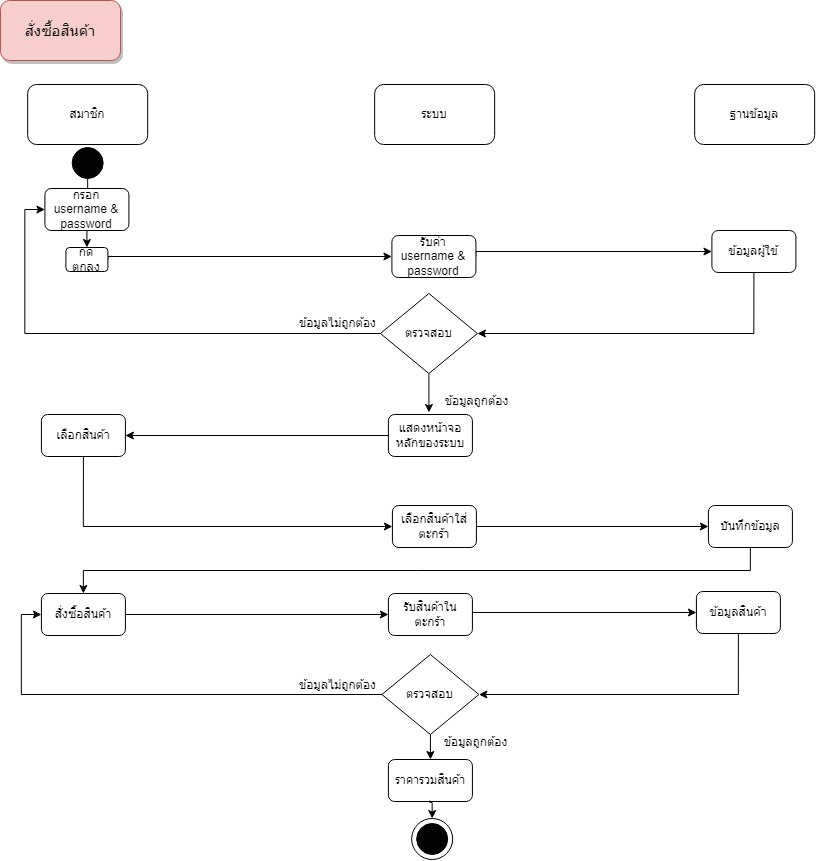 สั่งซื้อสินค้า
สมาชิก
ระบบ
ฐานข้อมูล
กรอก
username &
password
กด
ตกลง
รับค่า
username &
password
ข้อมูลผู้ใช้
ข้อมูลไม่ถูกต้อง
ตรวจสอบ
ข้อมูลถูกต้อง
เลือกสินค้า
แสดงหน้าจอ
หลักของระบบ
เลือกสินค้าใส่
ตะกร้า
บันทึกข้อมูล
สั่งซื้อสินค้า
รับสินค้าใน
ตะกร้า
ข้อมูลสินค้า
ข้อมูลไม่ถูกต้อง
ตรวจสอบ
ข้อมูลถูกต้อง
ราคารวมสินค้า